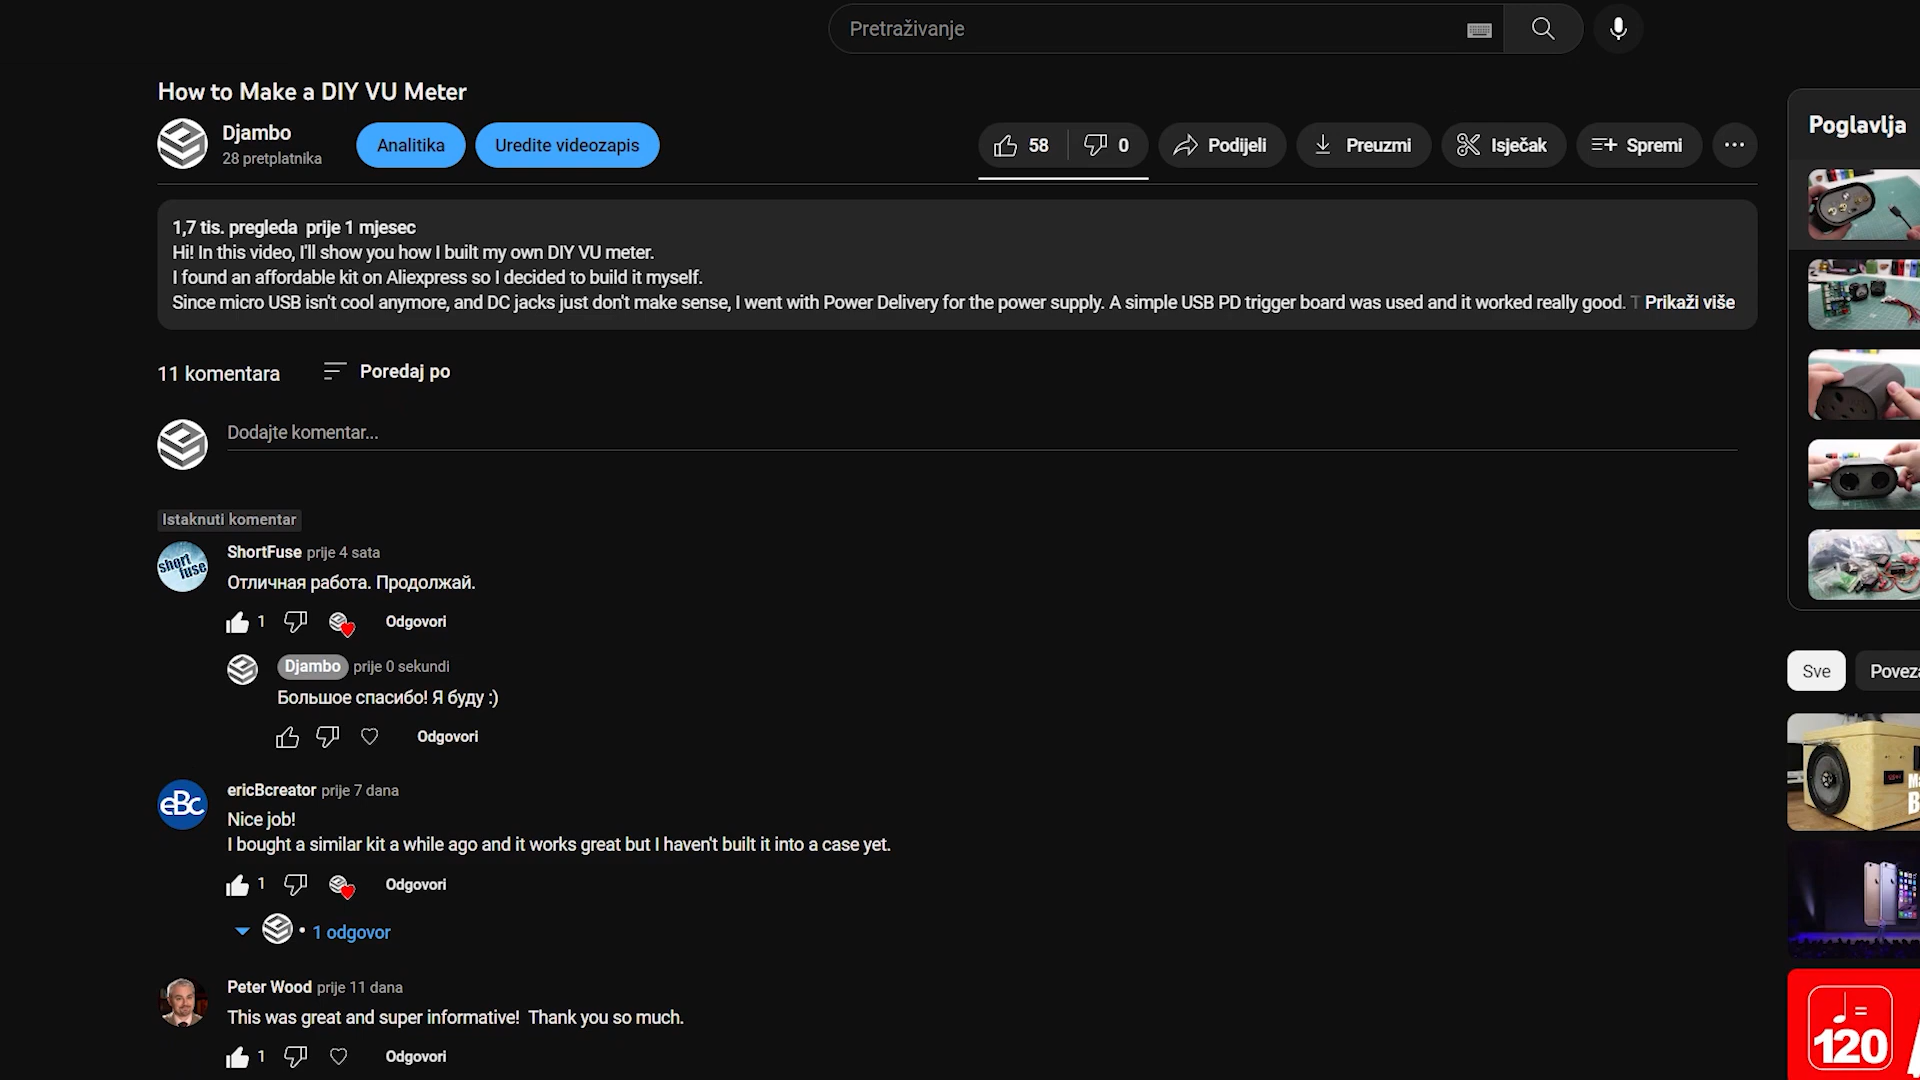 Pretraživanje
How to Make a DIY VU Meter
Djambo
28 pretplatnika
Analitika
Uredite videozapis
58
0
Podijeli
Preuzmi
Isječak
Spremi
1,7 tis. pregleda prije 1 mjesec
Hi! In this video, I'll show you how I built my own DIY VU meter.
I found an affordable kit on Aliexpress so I decided to build it myself.
Since micro USB isn't cool anymore, and DC jacks just don't make sense, I went with Power Delivery for the power supply. A simple USB PD trigger board was used and it worked really good. T Prikaži više
11 komentara
Poredaj po
Dodajte komentar...
Istaknuti komentar
short fuse
ShortFuse prije 4 sata
Отличная работа. Продолжай.
1
Odgovori
Djambo prije 0 sekundi
Большое спасибо! Я буду :)
Odgovori
eBc
ericBcreator prije 7 dana
Nice job!
I bought a similar kit a while ago and it works great but I haven't built it into a case yet.
1
Odgovori
• 1 odgovor
Peter Wood prije 11 dana
This was great and super informative! Thank you so much.
1
Odgovori
Poglavlja
Sve
Poveza
= 120